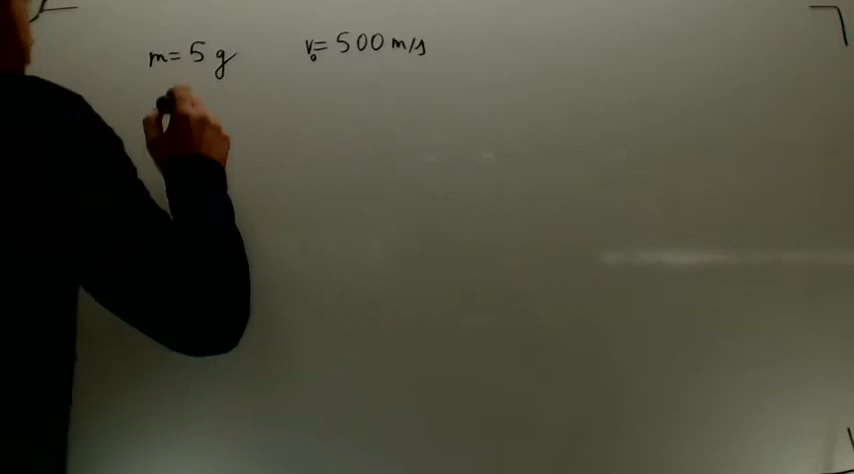 m = 5 g v₀ = 500 m/s